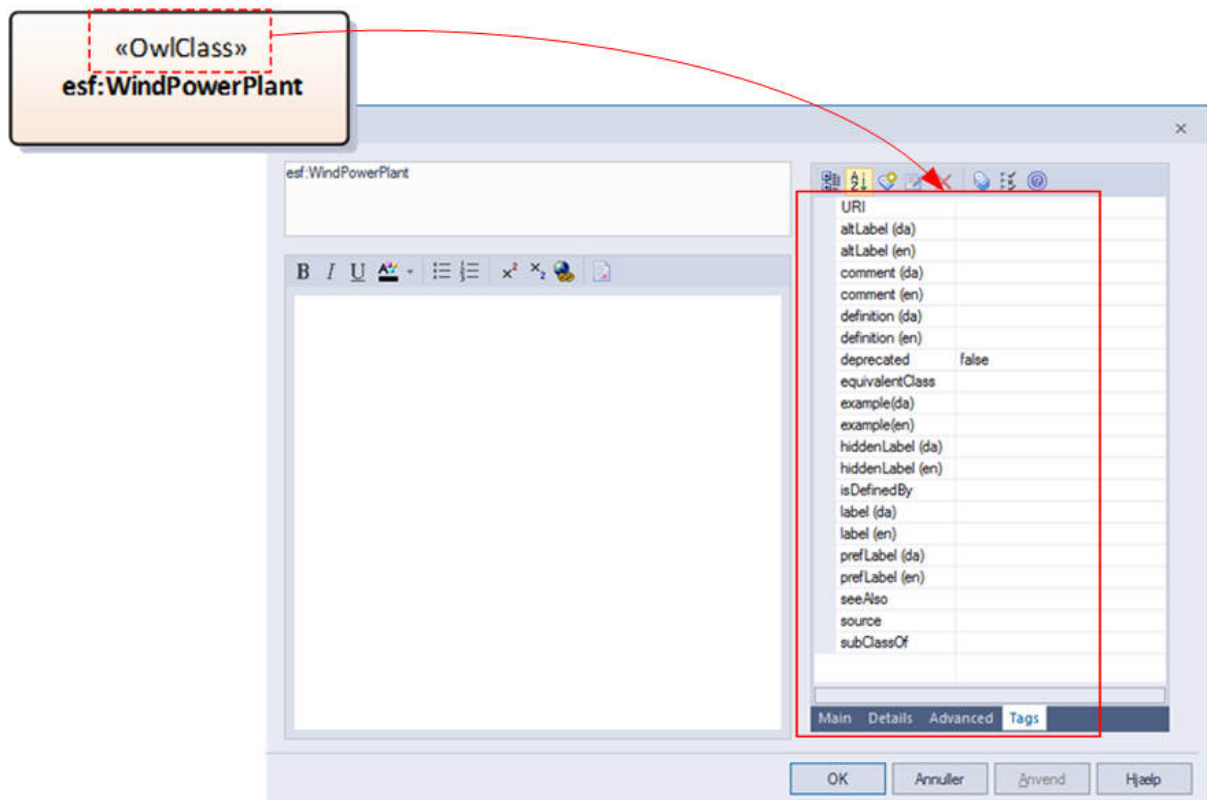 «OwlClass»
esf:WindPowerPlant
esf:WindPowerPlant
B I U
x² x₂
URI
altLabel (da)
altLabel (en)
comment (da)
comment (en)
definition (da)
definition (en)
deprecated false
equivalentClass
example(da)
example(en)
hiddenLabel (da)
hiddenLabel (en)
isDefinedBy
label (da)
label (en)
prefLabel (da)
prefLabel (en)
seeAlso
source
subClassOf
Main Details Advanced Tags
OK Annuller Anvend Hjælp